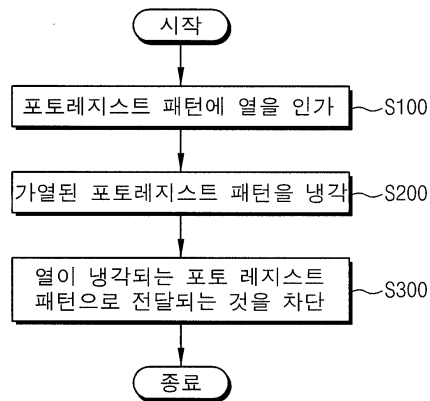 시작
포토레지스트 패턴에 열을 인가
S100
가열된 포토레지스트 패턴을 냉각
S200
열이 냉각되는 포토 레지스트
패턴으로 전달되는 것을 차단
S300
종료